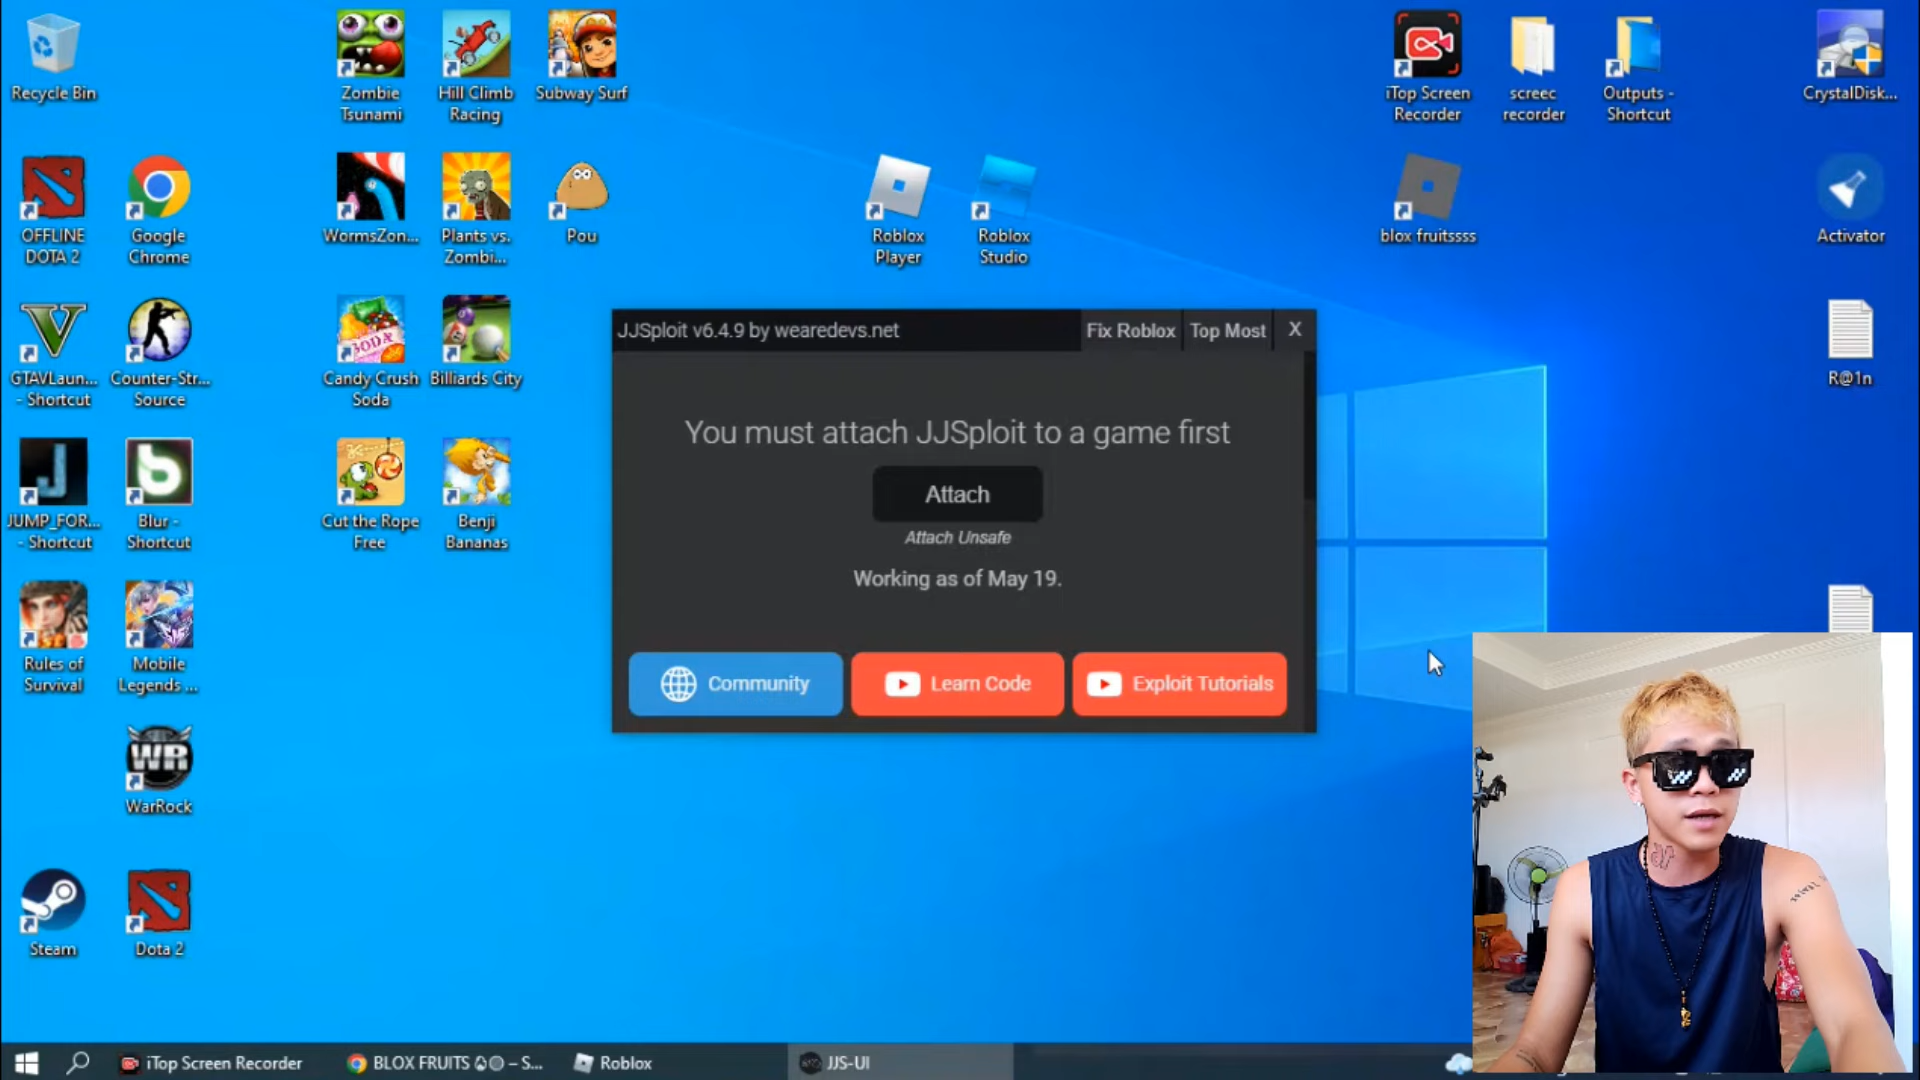 Recycle Bin
Zombie
Tsunami
Hill Climb
Racing
Subway Surf
iTop Screen
Recorder
screec
recorder
Outputs -
Shortcut
CrystalDisk...
OFFLINE
DOTA 2
Google
Chrome
WormsZon...
Plants vs.
Zombi...
Pou
Roblox
Player
Roblox
Studio
blox fruitssss
Activator
GTAVLaun...
- Shortcut
Counter-Str...
Source
Candy Crush
Soda
Billiards City
R@1n
JJSploit v6.4.9 by wearedevs.net
Fix Roblox
Top Most
X
You must attach JJSploit to a game first
Attach
Attach Unsafe
Working as of May 19.
Community
Learn Code
Exploit Tutorials
JUMP_FOR...
- Shortcut
Blur -
Shortcut
Cut the Rope
Free
Benji
Bananas
Rules of
Survival
Mobile
Legends ...
WR
WarRock
Steam
Dota 2
iTop Screen Recorder
BLOX FRUITS – S...
Roblox
JJS-UI